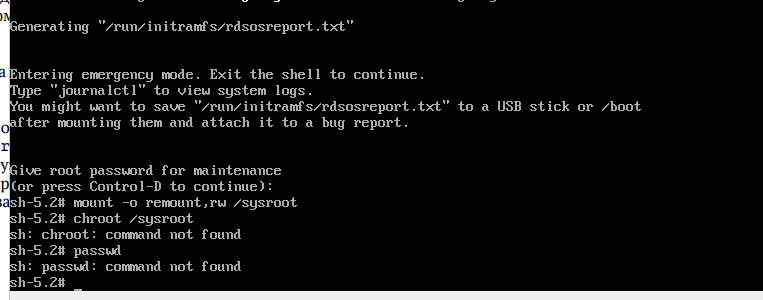 Generating "/run/initramfs/rdsosreport.txt"
Entering emergency mode. Exit the shell to continue.
Type "journalctl" to view system logs.
You might want to save "/run/initramfs/rdsosreport.txt" to a USB stick or /boot
after mounting them and attach it to a bug report.
Give root password for maintenance
(or press Control-D to continue):
sh-5.2# mount -o remount,rw /sysroot
sh-5.2# chroot /sysroot
sh: chroot: command not found
sh-5.2# passwd
sh: passwd: command not found
sh-5.2# _